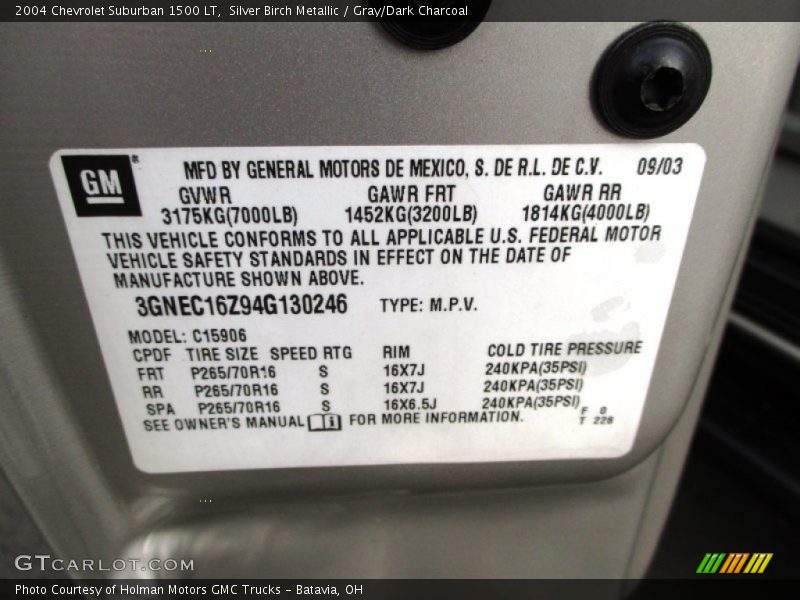 2004 Chevrolet Suburban 1500 LT, Silver Birch Metallic / Gray/Dark Charcoal
GM® MFD BY GENERAL MOTORS DE MEXICO, S. DE R.L. DE C.V. 09/03
GVWR GAWR FRT GAWR RR
3175KG(7000LB) 1452KG(3200LB) 1814KG(4000LB)
THIS VEHICLE CONFORMS TO ALL APPLICABLE U.S. FEDERAL MOTOR
VEHICLE SAFETY STANDARDS IN EFFECT ON THE DATE OF
MANUFACTURE SHOWN ABOVE.
3GNEC16Z94G130246 TYPE: M.P.V.
MODEL: C15906
CPDF TIRE SIZE SPEED RTG RIM COLD TIRE PRESSURE
FRT P265/70R16 S 16X7J 240KPA(35PSI)
RR P265/70R16 S 16X7J 240KPA(35PSI)
SPA P265/70R16 S 16X6.5J 240KPA(35PSI)
SEE OWNER'S MANUAL i FOR MORE INFORMATION.
F 0
T 228
GTCARLOT.COM
Photo Courtesy of Holman Motors GMC Trucks - Batavia, OH